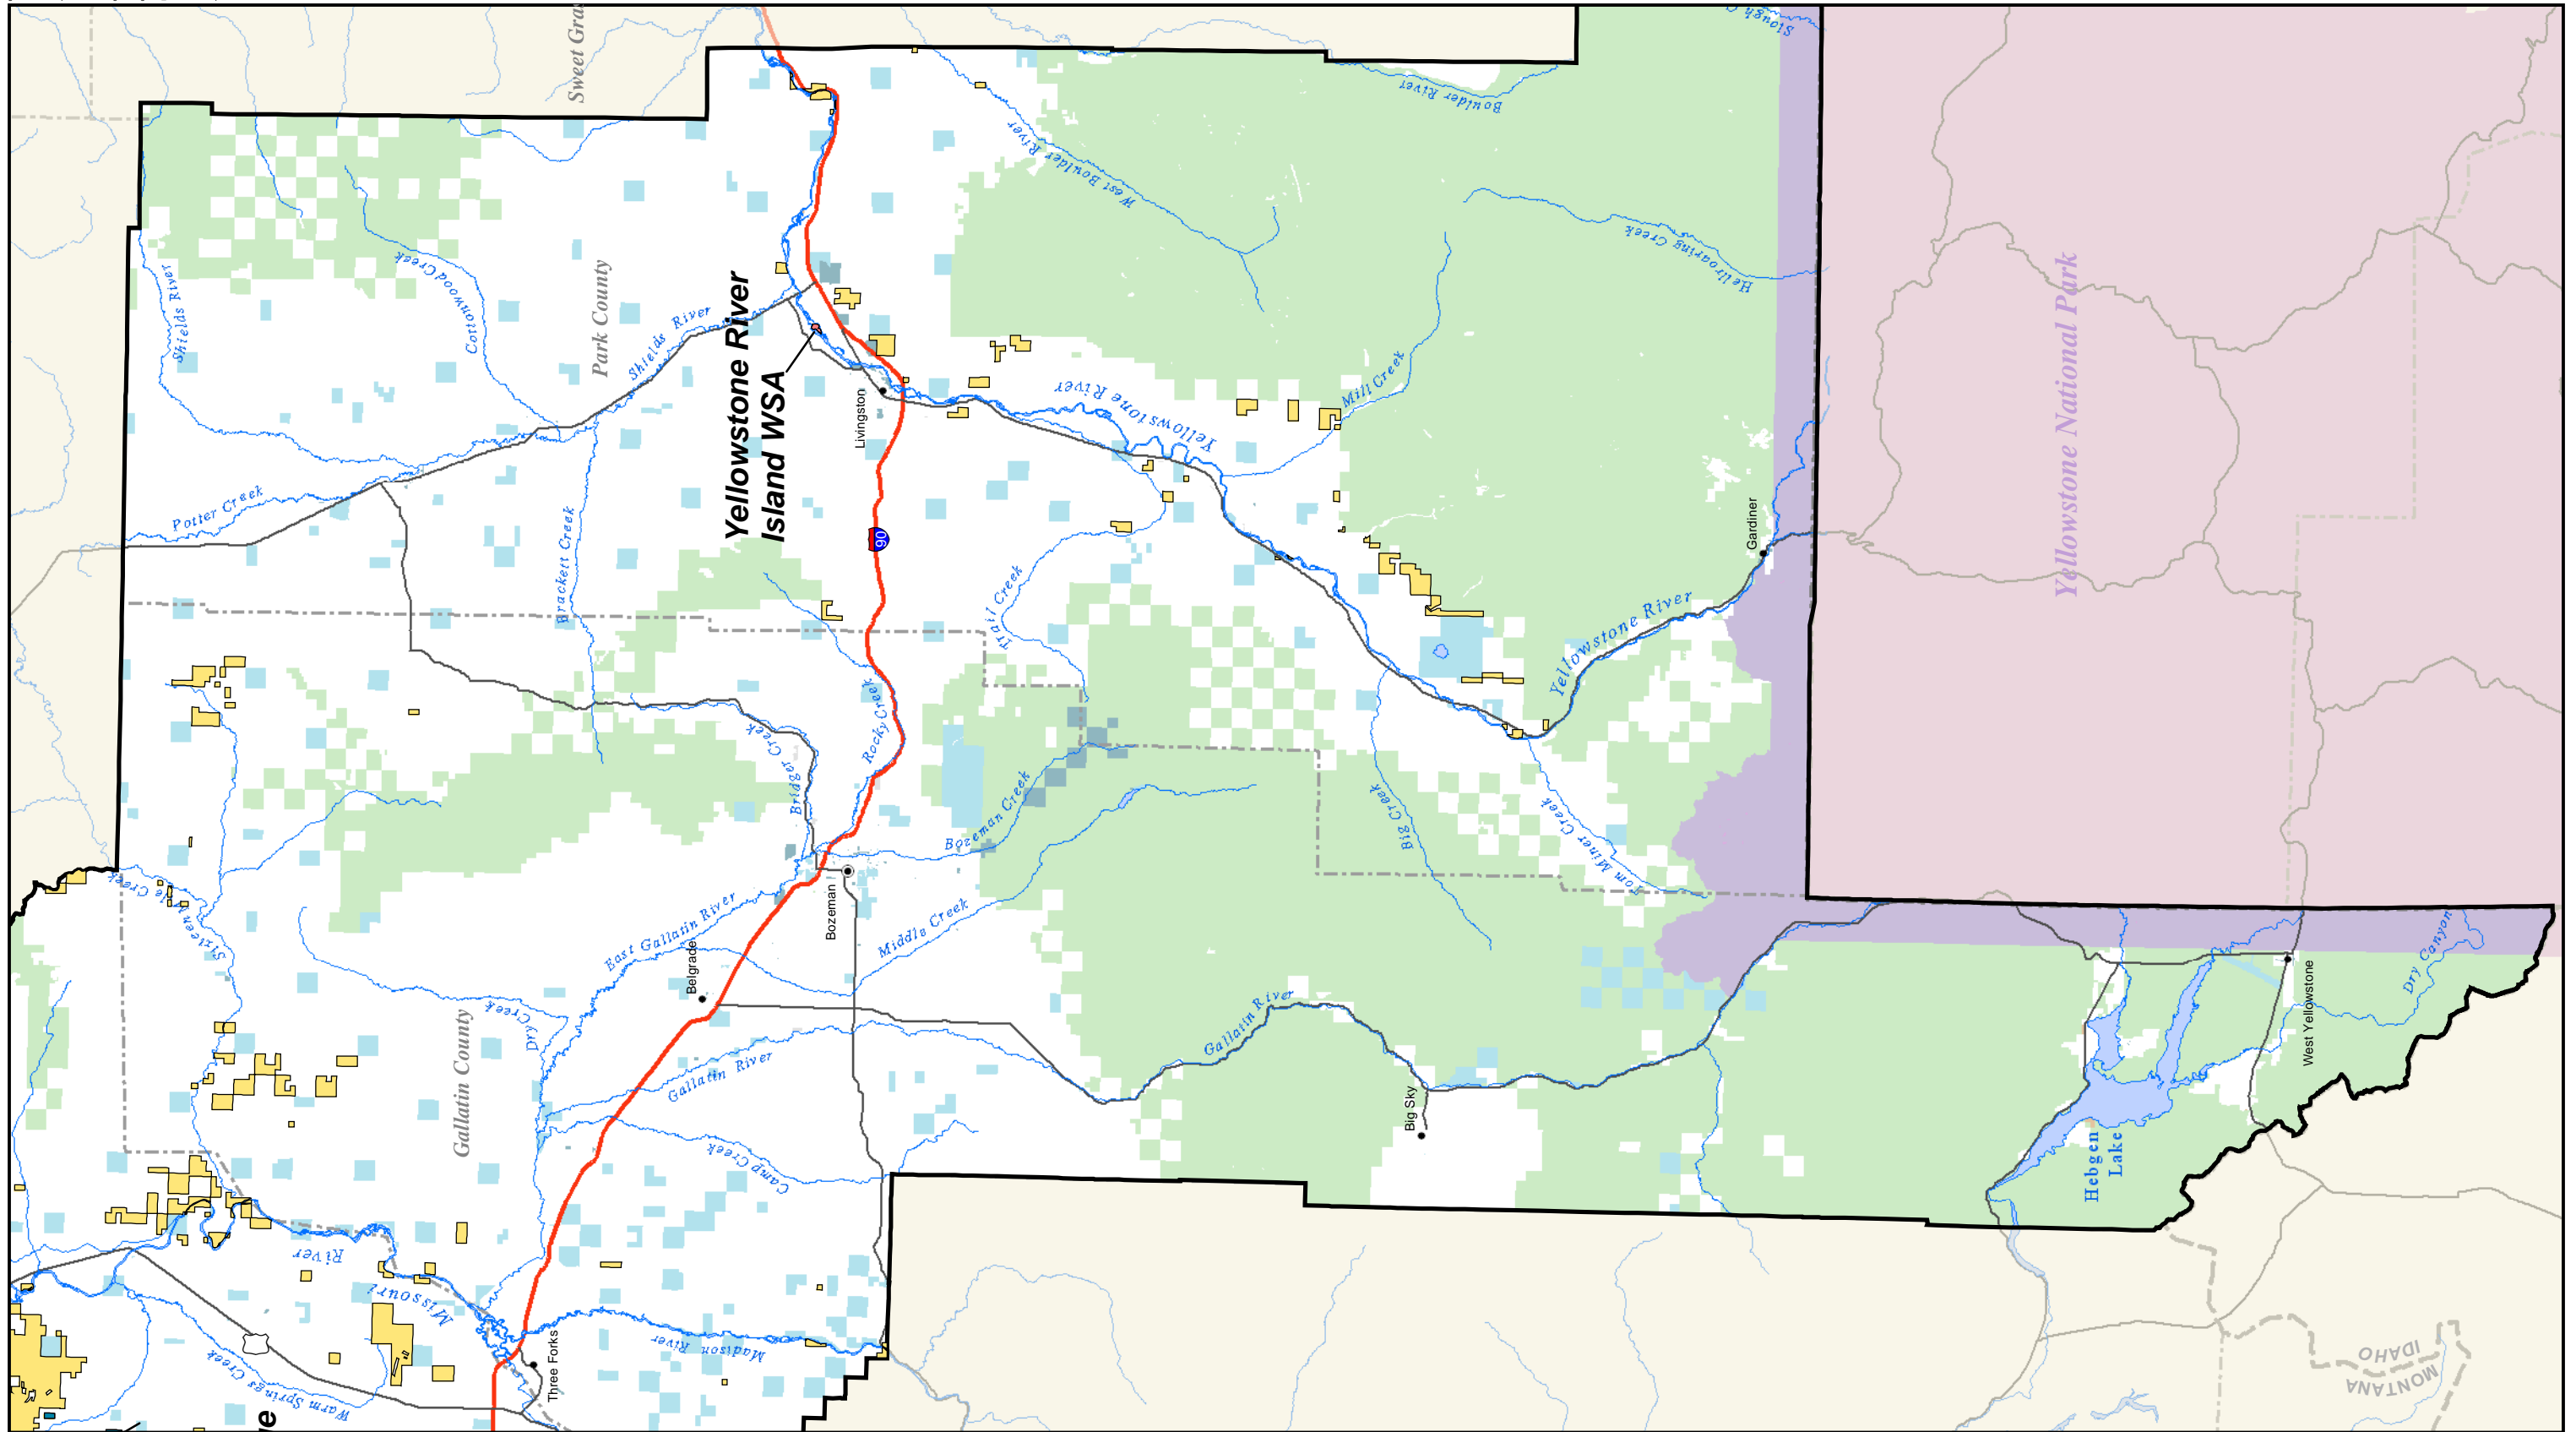 Sweet Gra
Slough C
Boulder River
West Boulder River
Hellroaring Creek
Shields River
Cottonwood Creek
Park County
Shields River
Yellowstone River
Island WSA
Livingston
Yellowstone River
Mill Creek
Yellowstone National Park
Potter Creek
Brackett Creek
90
Trail Creek
Gardiner
Yellowstone River
Rocky Creek
Bridger Creek
Bozeman Creek
Big Creek
Tom Miner Creek
Sixteen Mile Creek
Bozeman
East Gallatin River
Belgrade
Middle Creek
Dry Creek
Gallatin County
Gallatin River
Gallatin River
Big Sky
Camp Creek
West Yellowstone
Dry Canyon
Hebgen
Lake
Missouri River
Madison River
Three Forks
Warm Springs Creek
ve
MONTANA
IDAHO